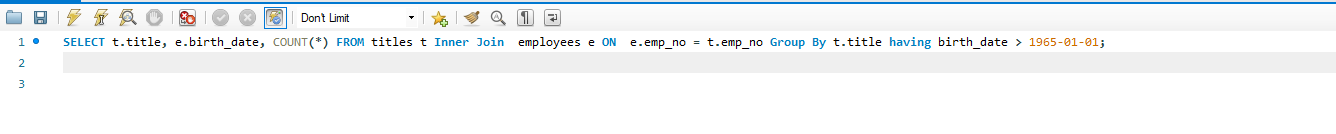 Don't Limit
1 SELECT t.title, e.birth_date, COUNT(*) FROM titles t Inner Join  employees e ON  e.emp_no = t.emp_no Group By t.title having birth_date > 1965-01-01;
2
3